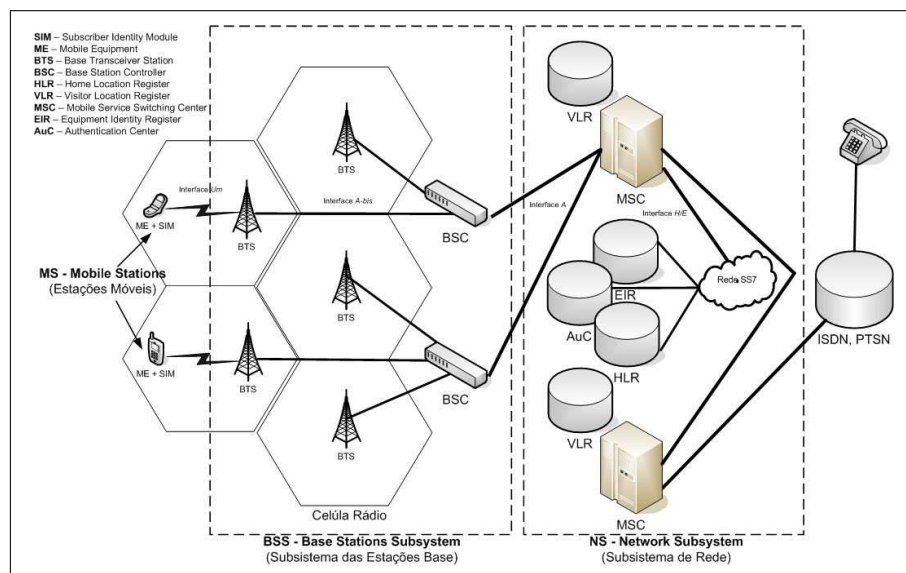 SIM – Subscriber Identity Module
ME – Mobile Equipment
BTS – Base Transceiver Station
BSC – Base Station Controller
HLR – Home Location Register
VLR – Visitor Location Register
MSC – Mobile Service Switching Center
EIR – Equipment Identity Register
AuC – Authentication Center
VLR
MSC
BTS
Interface Um
Interface A-bis
ME + SIM
BTS
BSC
Interface A
Interface H/E
MS - Mobile Stations
(Estações Móveis)
BTS
EIR
Rede SS7
AuC
HLR
ISDN, PTSN
ME + SIM
BTS
BSC
BTS
VLR
MSC
Celúla Rádio
BSS - Base Stations Subsystem
(Subsistema das Estações Base)
NS - Network Subsystem
(Subsistema de Rede)